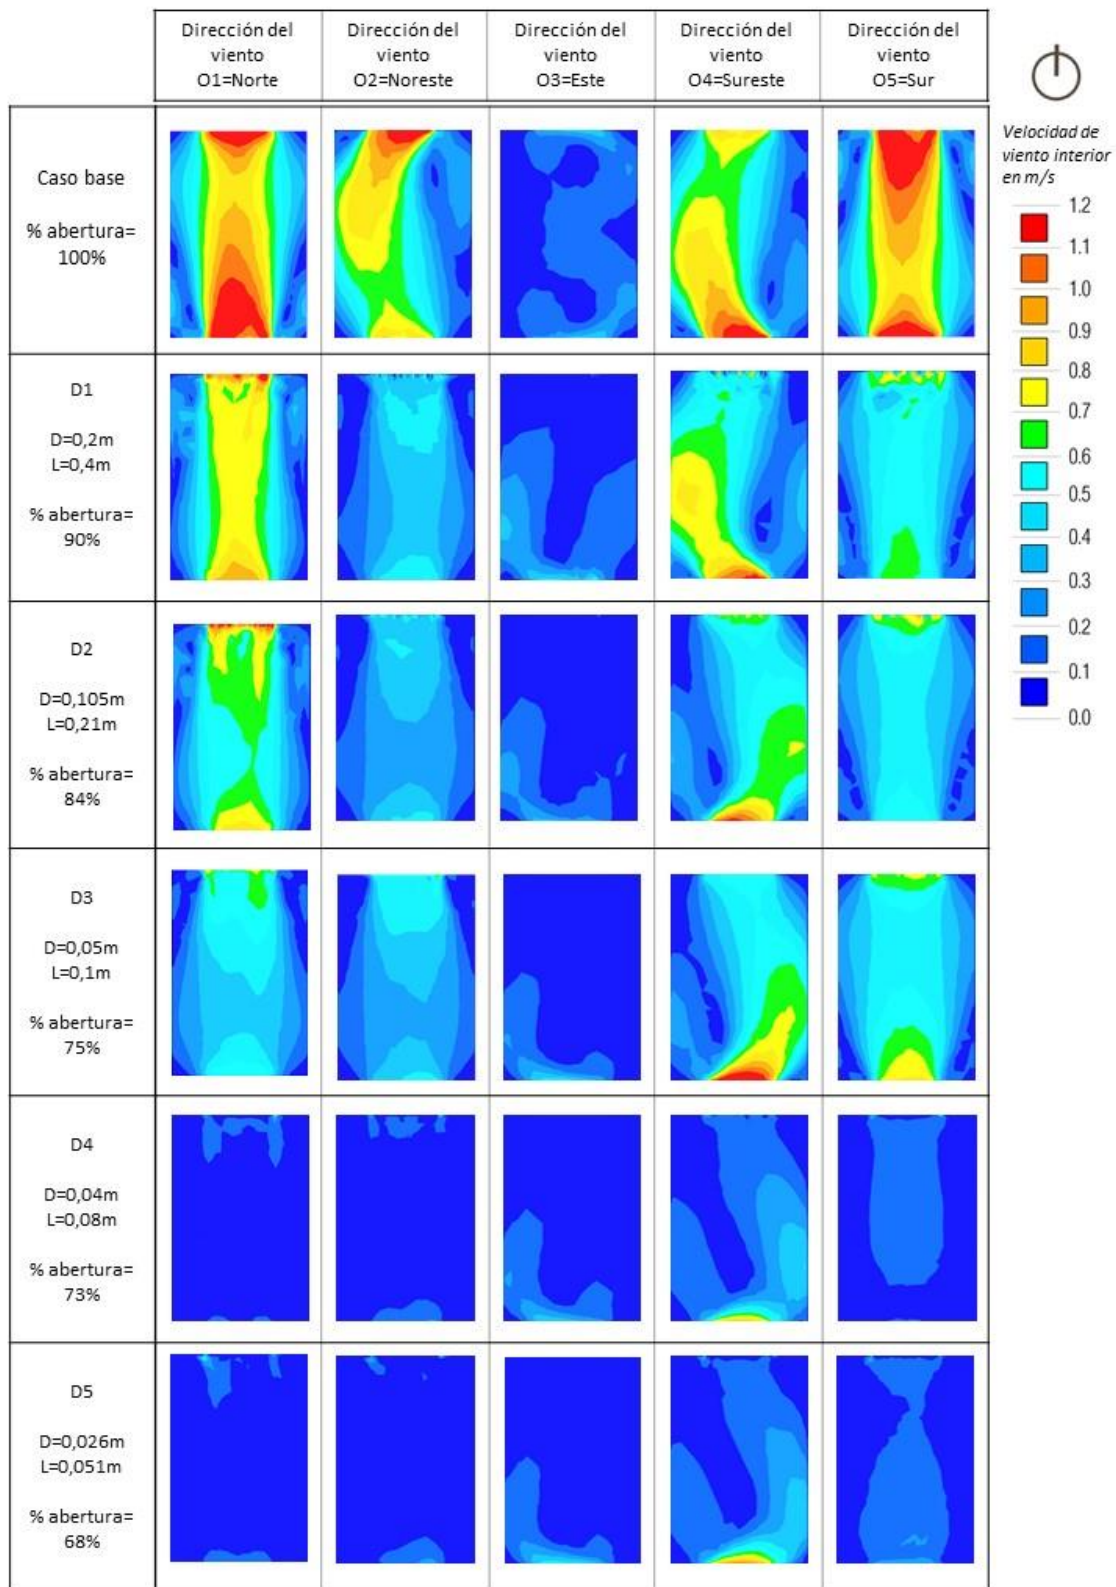 Dirección del
viento
O1=Norte
Dirección del
viento
O2=Noreste
Dirección del
viento
O3=Este
Dirección del
viento
O4=Sureste
Dirección del
viento
O5=Sur
Velocidad de
viento interior
en m/s
1.2
1.1
1.0
0.9
0.8
0.7
0.6
0.5
0.4
0.3
0.2
0.1
0.0
Caso base
% abertura=
100%
D1
D=0,2m
L=0,4m
% abertura=
90%
D2
D=0,105m
L=0,21m
% abertura=
84%
D3
D=0,05m
L=0,1m
% abertura=
75%
D4
D=0,04m
L=0,08m
% abertura=
73%
D5
D=0,026m
L=0,051m
% abertura=
68%